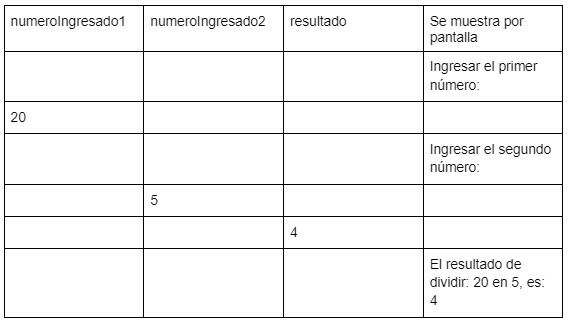 numeroIngresado1 numeroIngresado2 resultado Se muestra por
pantalla
Ingresar el primer
número:
20
Ingresar el segundo
número:
5
4
El resultado de
dividir: 20 en 5, es:
4